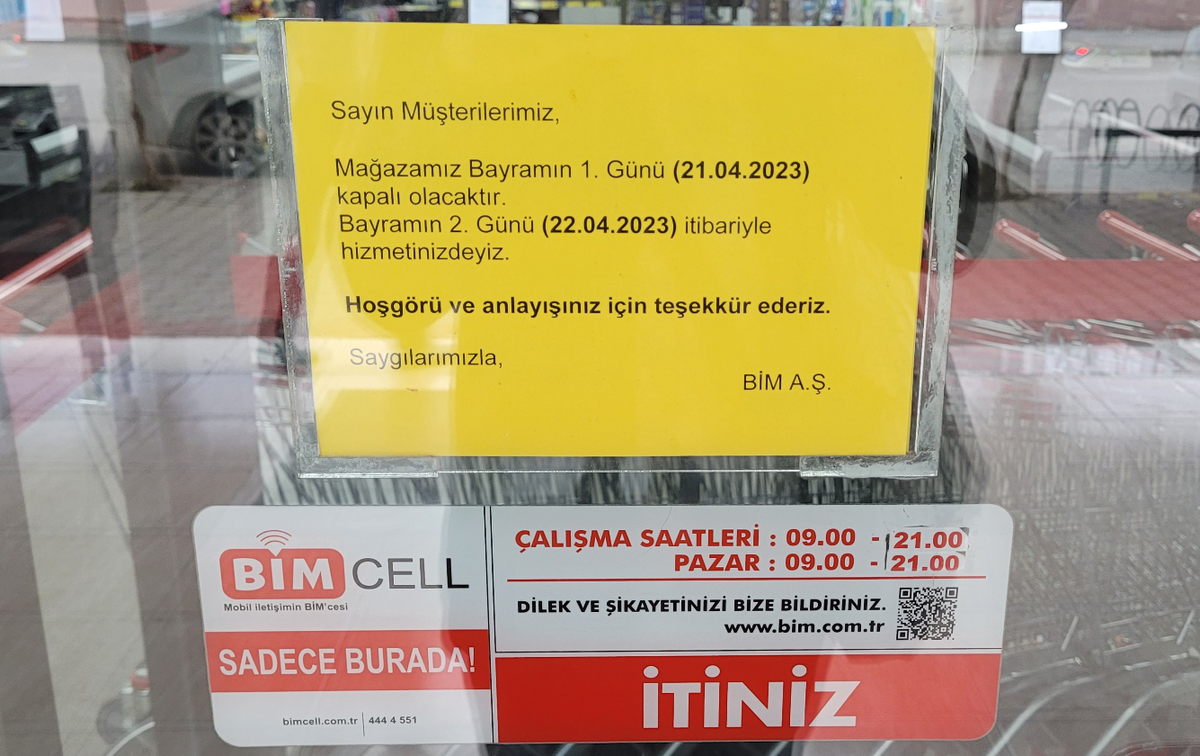 Sayın Müşterilerimiz,
Mağazamız Bayramın 1. Günü (21.04.2023)
kapalı olacaktır.
Bayramın 2. Günü (22.04.2023) itibariyle
hizmetinizdeyiz.
Hoşgörü ve anlayışınız için teşekkür ederiz.
Saygılarımızla,
BİM A.Ş.
BİM CELL
Mobil iletişimin BİM'cesi
SADECE BURADA!
bimcell.com.tr | 444 4 551
ÇALIŞMA SAATLERİ : 09.00 - 21.00
PAZAR : 09.00 - 21.00
DİLEK VE ŞİKAYETİNİZİ BİZE BİLDİRİNİZ.
www.bim.com.tr
İTİNİZ